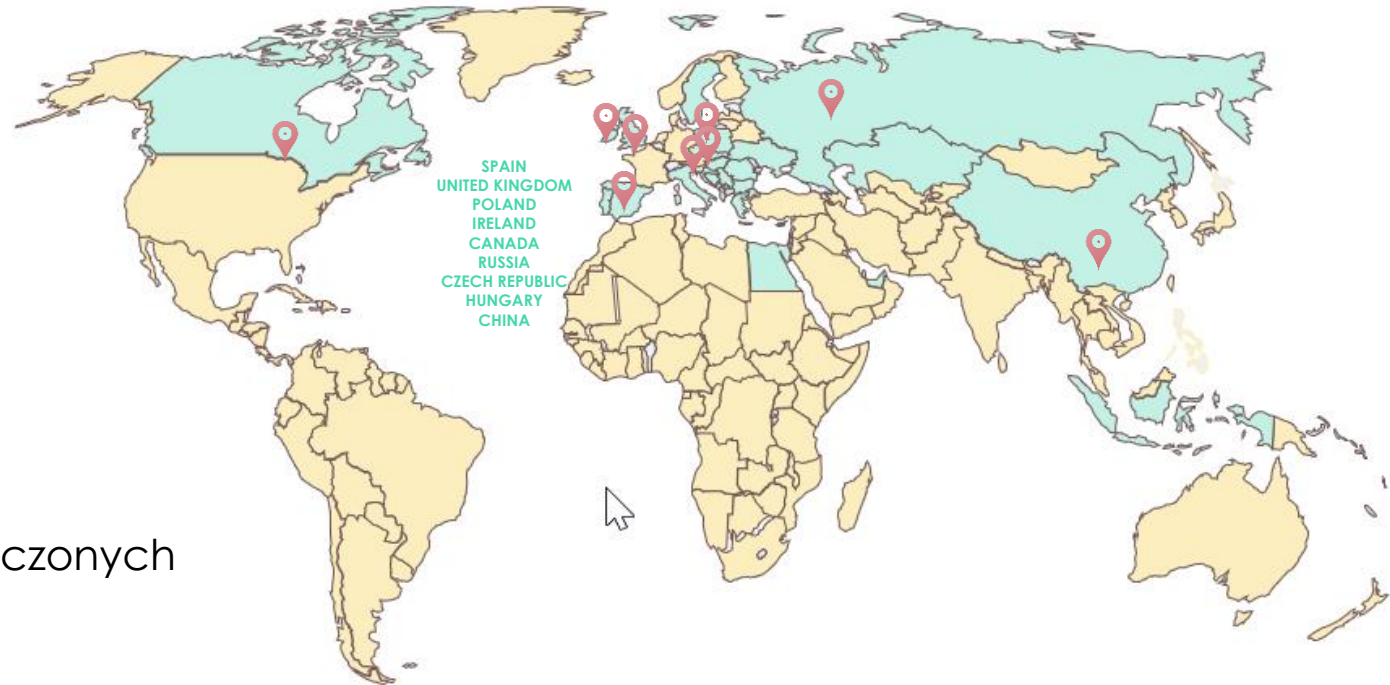 SPAIN
UNITED KINGDOM
POLAND
IRELAND
CANADA
RUSSIA
CZECH REPUBLIC
HUNGARY
CHINA
czonych